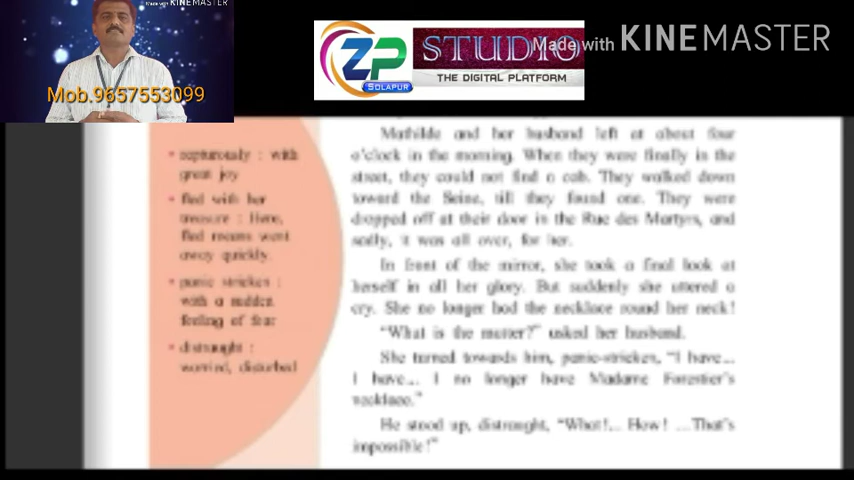 Made with KINEMASTER
Made with KINEMASTER
ZP STUDIO
SOLAPUR
THE DIGITAL PLATFORM
Mob.9657553099
• rapturously : with
great joy
• fled with her
treasure : Here,
fled means went
away quickly.
• panic stricken :
with a sudden
feeling of fear
• distraught :
worried, disturbed
Mathilde and her husband left at about four
o'clock in the morning. When they were finally in the
street, they could not find a cab. They walked down
toward the Seine, till they found one. They were
dropped off at their door in the Rue des Martyrs, and
sadly, it was all over, for her.
In front of the mirror, she took a final look at
herself in all her glory. But suddenly she uttered a
cry. She no longer had the necklace round her neck!
"What is the matter?" asked her husband.
She turned towards him, panic-stricken, "I have...
I have... I no longer have Madame Forestier's
necklace."
He stood up, distraught, "What!... How! ...That's
impossible!"